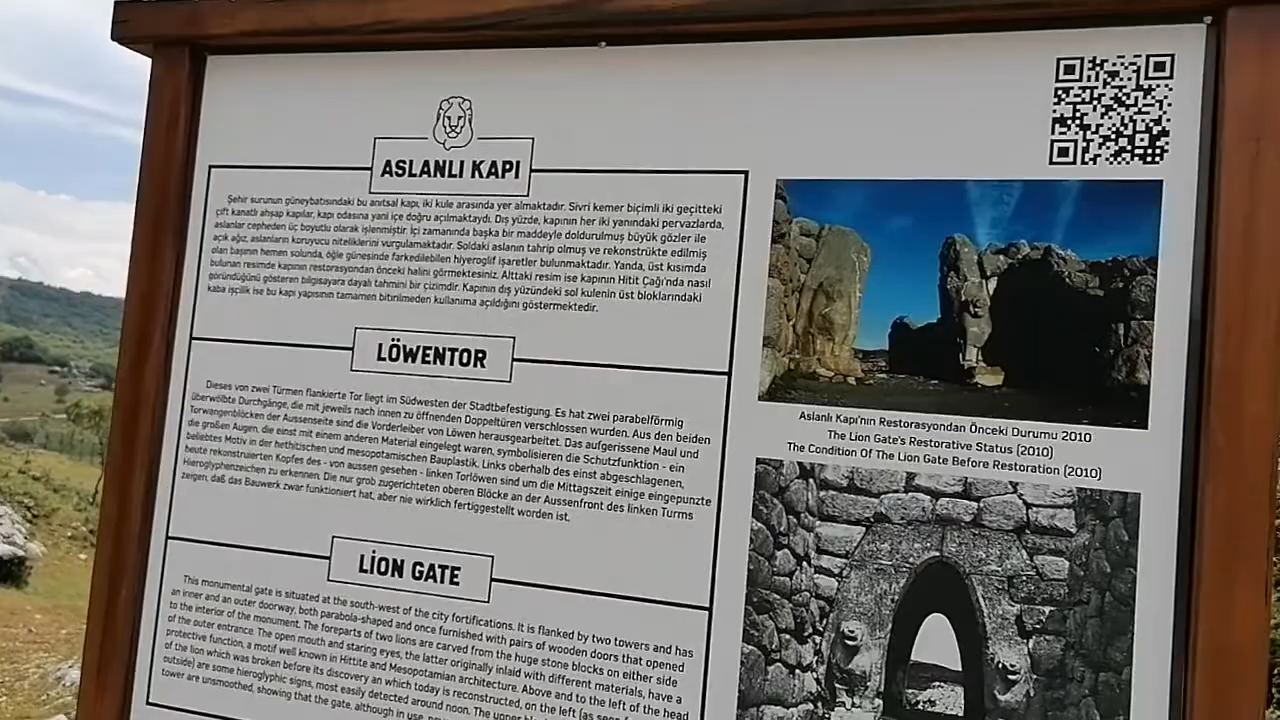 ASLANLI KAPI
Şehir surunun güneybatısındaki bu anıtsal kapı, iki kule arasında yer almaktadır. Sivri kemer biçimli iki geçitteki
çift kanatlı ahşap kapılar, kapı odasına yani içe doğru açılmaktaydı. Dış yüzde, kapının her iki yanındaki pervazlarda,
aslanlar cepheden üç boyutlu olarak işlenmiştir. İçi zamanında başka bir maddeyle doldurulmuş büyük gözler ile
açık ağız, aslanların koruyucu niteliklerini vurgulamaktadır. Soldaki aslanın tahrip olmuş ve rekonstrükte edilmiş
olan başının hemen solunda, öğle güneşinde farkedilebilen hiyeroglif işaretler bulunmaktadır. Yanda, üst kısımda
bulunan resimde kapının restorasyondan önceki halini görmektesiniz. Alttaki resim ise kapının Hitit Çağı'nda nasıl
göründüğünü gösteren bilgisayara dayalı tahmini bir çizimdir. Kapının dış yüzündeki sol kulenin üst bloklarındaki
kaba işçilik ise bu kapı yapısının tamamen bitirilmeden kullanıma açıldığını göstermektedir.
LÖWENTOR
Dieses von zwei Türmen flankierte Tor liegt im Südwesten der Stadtbefestigung. Es hat zwei parabelförmig
überwölbte Durchgänge, die mit jeweils nach innen zu öffnenden Doppeltüren verschlossen wurden. Aus den beiden
Torwangenblöcken der Aussenseite sind die Vorderleiber von Löwen herausgearbeitet. Das aufgerissene Maul und
die großen Augen, die einst mit einem anderen Material eingelegt waren, symbolisieren die Schutzfunktion - ein
beliebtes Motiv in der hethitischen und mesopotamischen Bauplastik. Links oberhalb des einst abgeschlagenen,
heute rekonstruierten Kopfes des - von aussen gesehen - linken Torlöwen sind um die Mittagszeit einige eingepunzte
Hieroglyphenzeichen zu erkennen. Die nur grob zugerichteten oberen Blöcke an der Aussenfront des linken Turms
zeigen, daß das Bauwerk zwar funktioniert hat, aber nie wirklich fertiggestellt worden ist.
LİON GATE
This monumental gate is situated at the south-west of the city fortifications. It is flanked by two towers and has
an inner and an outer doorway, both parabola-shaped and once furnished with pairs of wooden doors that opened
to the interior of the monument. The foreparts of two lions are carved from the huge stone blocks on either side
of the outer entrance. The open mouth and staring eyes, the latter originally inlaid with different materials, have a
protective function, a motif well known in Hittite and Mesopotamian architecture. Above and to the left of the head
of the lion which was broken before its discovery an which today is reconstructed, on the left (as seen
outside) are some hieroglyphic signs, most easily detected around noon. The upper
tower are unsmoothed, showing that the gate, although in use,
Aslanlı Kapı'nın Restorasyondan Önceki Durumu 2010
The Lion Gate's Restorative Status (2010)
The Condition Of The Lion Gate Before Restoration (2010)